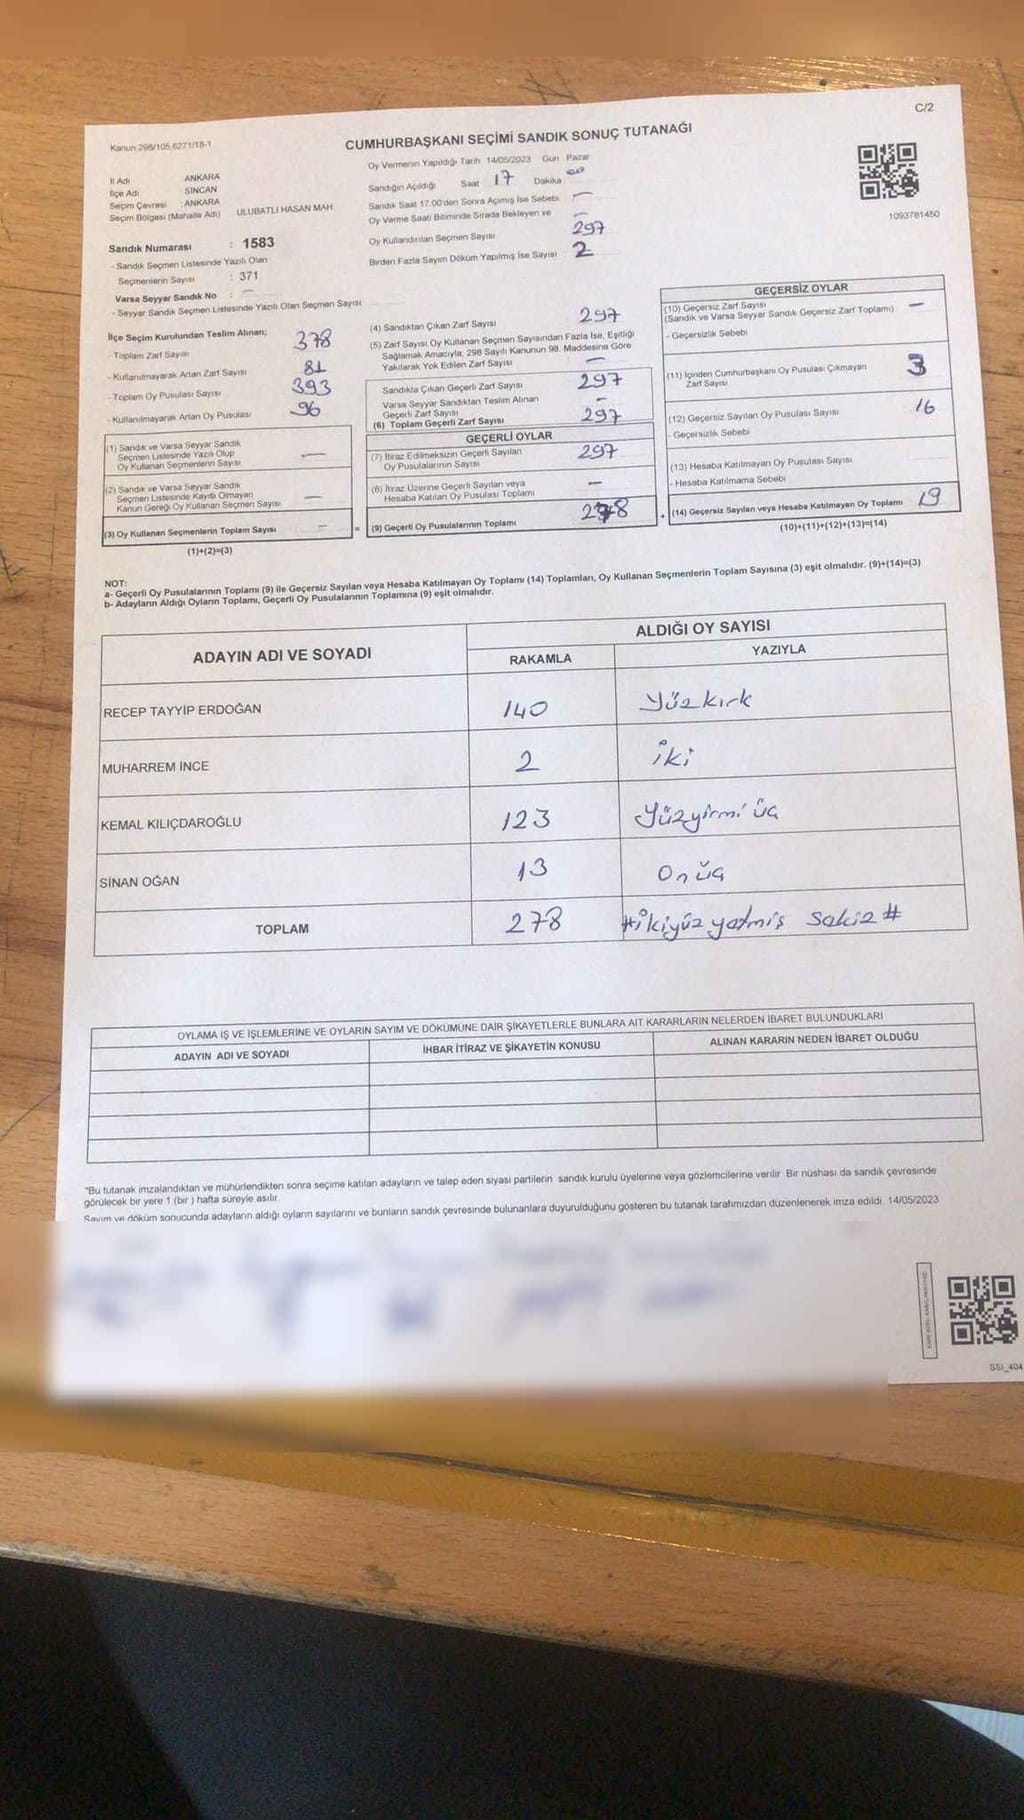 C/2
Kanun 298/105,6271/18-1
CUMHURBAŞKANI SEÇİMİ SANDIK SONUÇ TUTANAĞI
Oy Vermenin Yapıldığı Tarih 14/05/2023 Gün Pazar
İl Adı ANKARA
İlçe Adı SİNCAN
Seçim Çevresi : ANKARA
Seçim Bölgesi (Mahalle Adı) ULUBATLI HASAN MAH
Sandığın Açıldığı Saat 17 Dakika 00
Sandık Saat 17.00'den Sonra Açımış İse Sebebi. —
Oy Verme Saati Bitiminde Sırada Bekleyen ve —
Oy Kullandırılan Seçmen Sayısı 297
Birden Fazla Sayım Döküm Yapılmış İse Sayısı 2
1093781450
Sandık Numarası : 1583
- Sandık Seçmen Listesinde Yazılı Olan
Seçmenlerin Sayısı : 371
Varsa Seyyar Sandık No : —
- Seyyar Sandık Seçmen Listesinde Yazılı Olan Seçmen Sayısı
İlçe Seçim Kurulundan Teslim Alınan;
- Toplam Zarf Sayısı 378
- Kullanılmayarak Artan Zarf Sayısı 81
- Toplam Oy Pusulası Sayısı 393
- Kullanılmayarak Artan Oy Pusulası 96
(1) Sandık ve Varsa Seyyar Sandık
Seçmen Listesinde Yazılı Olup
Oy Kullanan Seçmenlerin Sayısı —
(2) Sandık ve Varsa Seyyar Sandık
Seçmen Listesinde Kayıtlı Olmayan
Kanun Gereği Oy Kullanan Seçmen Sayısı —
(3) Oy Kullanan Seçmenlerin Toplam Sayısı —
(1)+(2)=(3)
=
(4) Sandıktan Çıkan Zarf Sayısı 297
(5) Zarf Sayısı Oy Kullanan Seçmen Sayısından Fazla İse, Eşitliği
Sağlamak Amacıyla, 298 Sayılı Kanunun 98. Maddesine Göre
Yakılarak Yok Edilen Zarf Sayısı —
Sandıkta Çıkan Geçerli Zarf Sayısı 297
Varsa Seyyar Sandıktan Teslim Alınan
Geçerli Zarf Sayısı —
(6) Toplam Geçerli Zarf Sayısı 297
GEÇERLİ OYLAR
(7) İtiraz Edilmeksizin Geçerli Sayılan
Oy Pusulalarının Sayısı 297
(8) İtiraz Üzerine Geçerli Sayılan veya
Hesaba Katılan Oy Pusulası Toplamı —
(9) Geçerli Oy Pusulalarının Toplamı 278
+
GEÇERSİZ OYLAR
(10) Geçersiz Zarf Sayısı
(Sandık ve Varsa Seyyar Sandık Geçersiz Zarf Toplamı) —
- Geçersizlik Sebebi
(11) İçinden Cumhurbaşkanı Oy Pusulası Çıkmayan
Zarf Sayısı 3
(12) Geçersiz Sayılan Oy Pusulası Sayısı 16
- Geçersizlik Sebebi
(13) Hesaba Katılmayan Oy Pusulası Sayısı
- Hesaba Katılmama Sebebi
(14) Geçersiz Sayılan veya Hesaba Katılmayan Oy Toplamı 19
(10)+(11)+(12)+(13)=(14)
NOT:
a- Geçerli Oy Pusulalarının Toplamı (9) ile Geçersiz Sayılan veya Hesaba Katılmayan Oy Toplamı (14) Toplamları, Oy Kullanan Seçmenlerin Toplam Sayısına (3) eşit olmalıdır. (9)+(14)=(3)
b- Adayların Aldığı Oyların Toplamı, Geçerli Oy Pusulalarının Toplamına (9) eşit olmalıdır.
ADAYIN ADI VE SOYADI
ALDIĞI OY SAYISI
RAKAMLA YAZIYLA
RECEP TAYYİP ERDOĞAN 140 Yüzkırk
MUHARREM İNCE 2 iki
KEMAL KILIÇDAROĞLU 123 Yüzyirmi üç
SİNAN OĞAN 13 On üç
TOPLAM 278 #ikiyüz yetmiş sekiz #
OYLAMA İŞ VE İŞLEMLERİNE VE OYLARIN SAYIM VE DÖKÜMÜNE DAİR ŞİKAYETLERLE BUNLARA AİT KARARLARIN NELERDEN İBARET BULUNDUKLARI
ADAYIN ADI VE SOYADI İHBAR İTİRAZ VE ŞİKAYETİN KONUSU ALINAN KARARIN NEDEN İBARET OLDUĞU
*Bu tutanak imzalandıktan ve mühürlendikten sonra seçime katılan adayların ve talep eden siyasi partilerin sandık kurulu üyelerine veya gözlemcilerine verilir. Bir nüshası da sandık çevresinde
görülecek bir yere 1 (bir) hafta süreyle asılır.
Sayım ve döküm sonucunda adayların aldığı oyların sayılarını ve bunların sandık çevresinde bulunanlara duyurulduğunu gösteren bu tutanak tarafımızdan düzenlenerek imza edildi. 14/05/2023
SSI_404